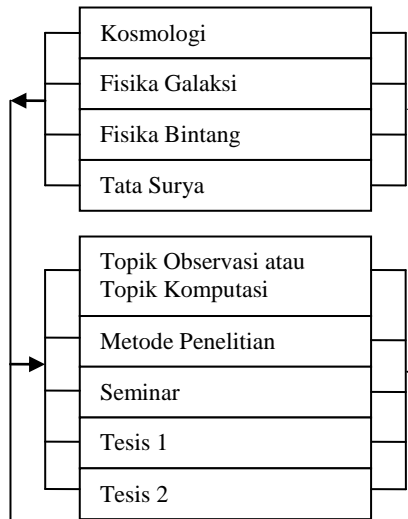 Kosmologi
Fisika Galaksi
Fisika Bintang
Tata Surya
Topik Observasi atau
Topik Komputasi
Metode Penelitian
Seminar
Tesis 1
Tesis 2